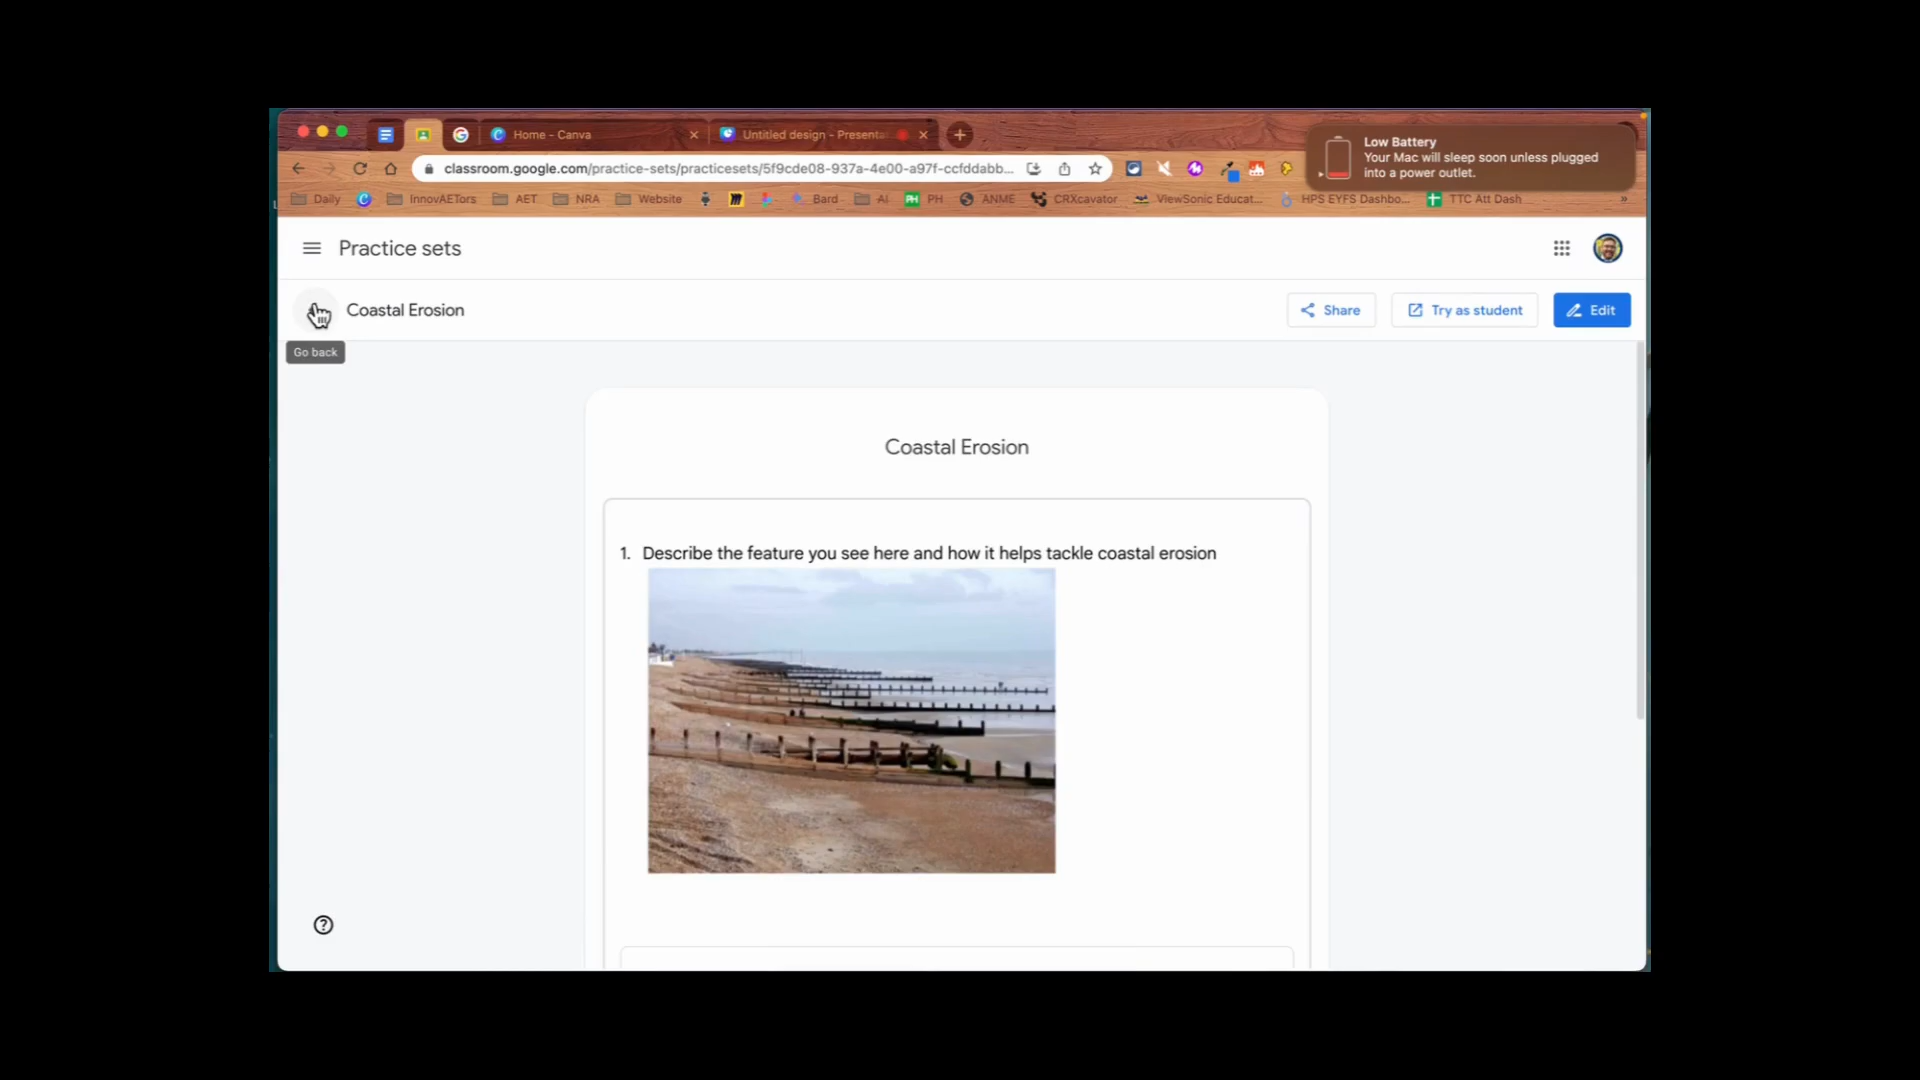 Home - Canva
Untitled design - Presenta
Low Battery
Your Mac will sleep soon unless plugged
into a power outlet.
classroom.google.com/practice-sets/practicesets/5f9cde08-937a-4e00-a97f-ccfddabb...
Daily
InnovAETors
AET
NRA
Website
Bard
AI
PH
PH
ANME
CRXcavator
ViewSonic Educat...
HPS EYFS Dashbo...
TTC Att Dash
»
Practice sets
Coastal Erosion
Share
Try as student
Edit
Go back
Coastal Erosion
1. Describe the feature you see here and how it helps tackle coastal erosion